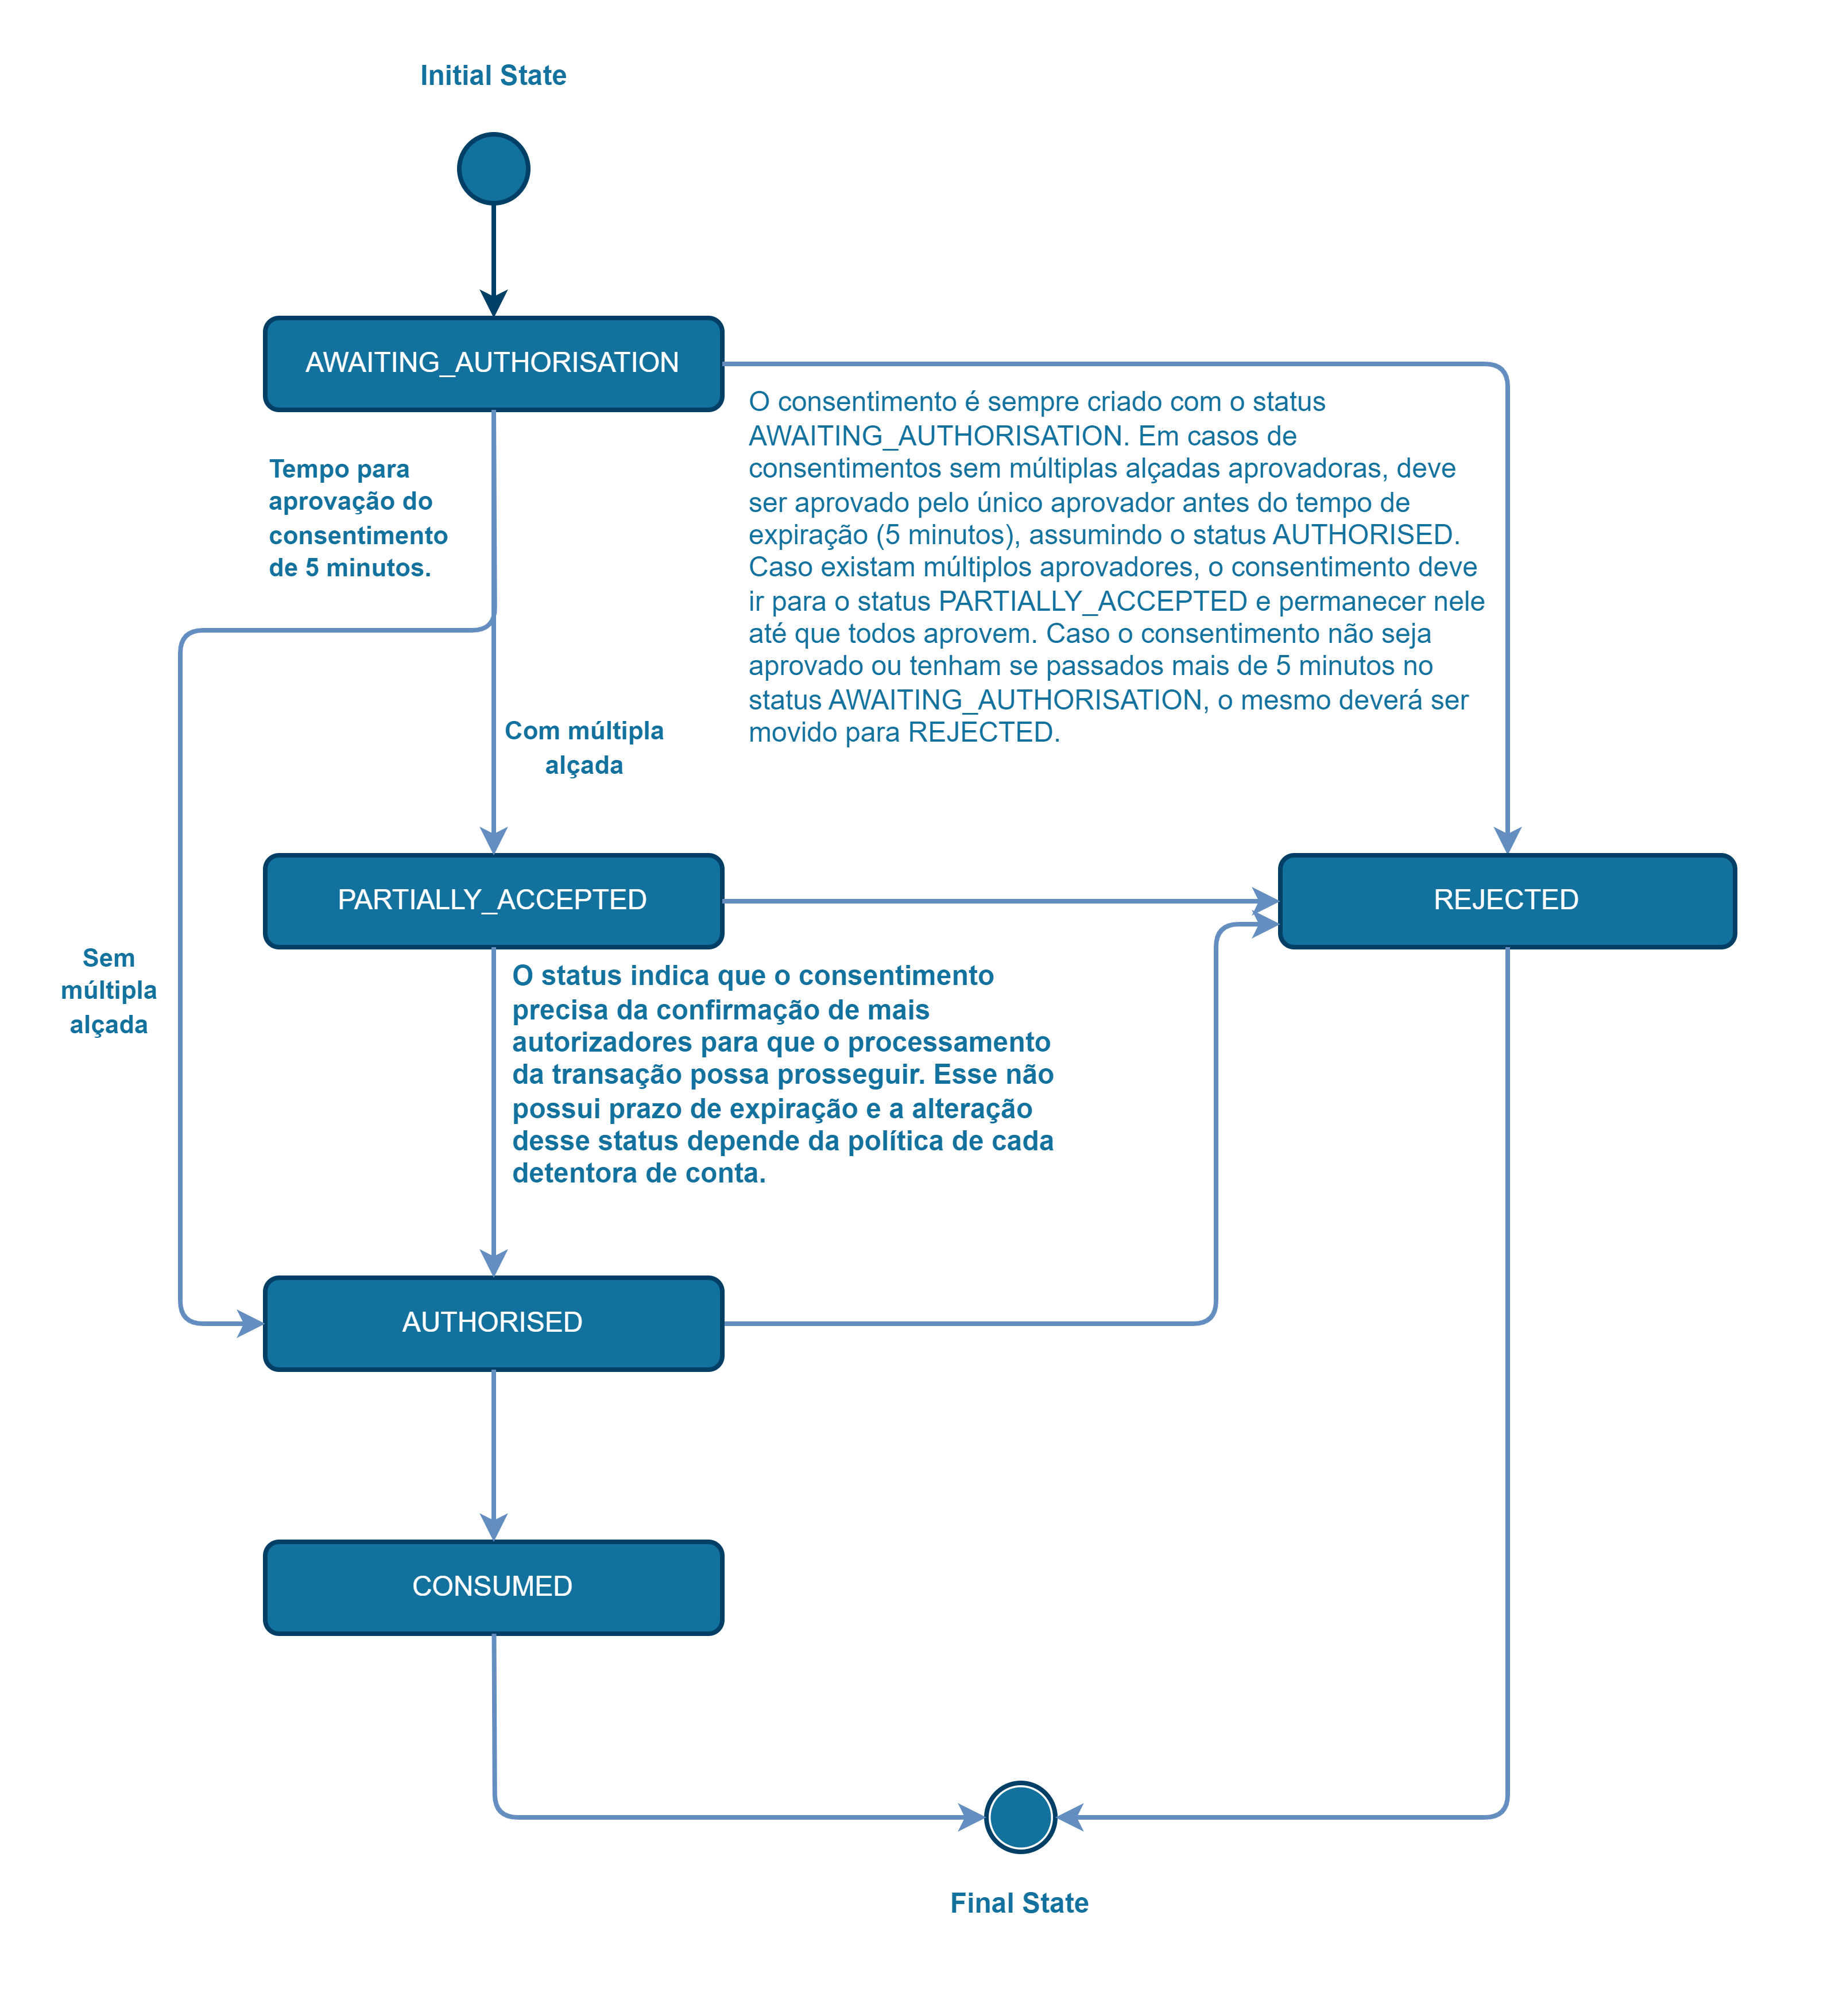 Initial State
AWAITING_AUTHORISATION
O consentimento é sempre criado com o status
AWAITING_AUTHORISATION. Em casos de
consentimentos sem múltiplas alçadas aprovadoras, deve
ser aprovado pelo único aprovador antes do tempo de
expiração (5 minutos), assumindo o status AUTHORISED.
Caso existam múltiplos aprovadores, o consentimento deve
ir para o status PARTIALLY_ACCEPTED e permanecer nele
até que todos aprovem. Caso o consentimento não seja
aprovado ou tenham se passados mais de 5 minutos no
status AWAITING_AUTHORISATION, o mesmo deverá ser
movido para REJECTED.
Tempo para
aprovação do
consentimento
de 5 minutos.
Com múltipla
alçada
PARTIALLY_ACCEPTED
REJECTED
Sem
múltipla
alçada
O status indica que o consentimento
precisa da confirmação de mais
autorizadores para que o processamento
da transação possa prosseguir. Esse não
possui prazo de expiração e a alteração
desse status depende da política de cada
detentora de conta.
AUTHORISED
CONSUMED
Final State